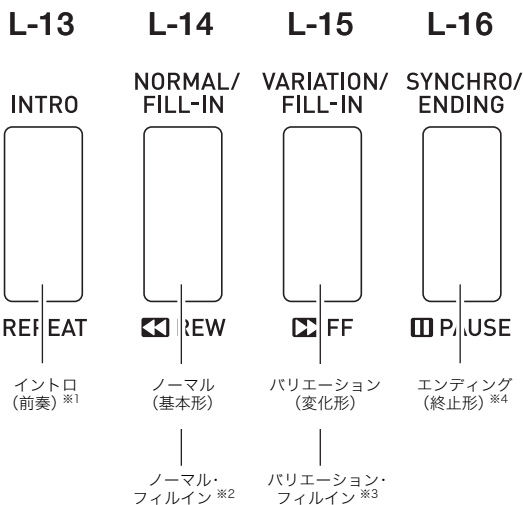 L-13 L-14 L-15 L-16
INTRO NORMAL/ FILL-IN VARIATION/ FILL-IN SYNCHRO/ ENDING
REPEAT REW FF PAUSE
イントロ ノーマル バリエーション エンディング
（前奏）※1 （基本形） （変化形） （終止形）※4
ノーマル・ バリエーション・
フィルイン※2 フィルイン※3